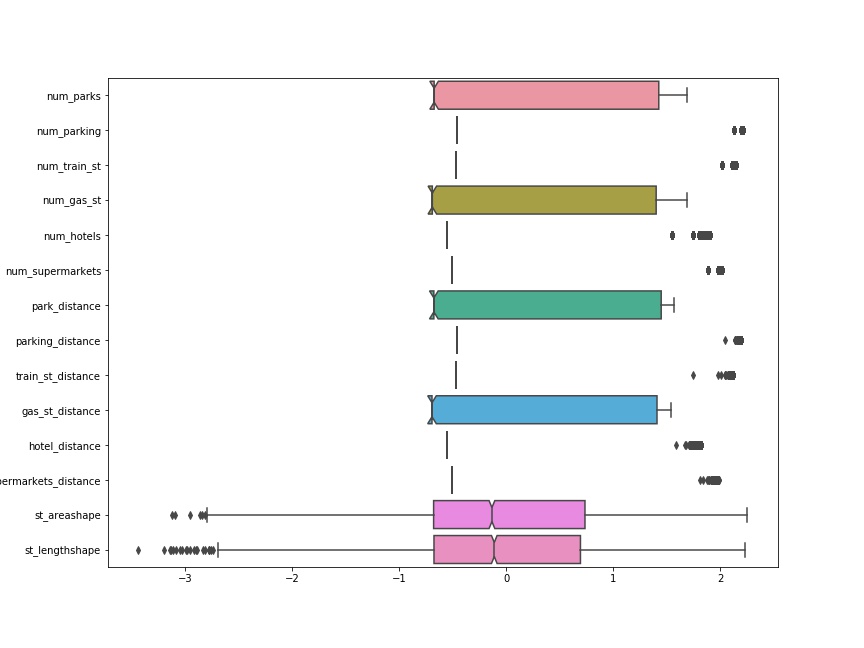 num_parks
num_parking
num_train_st
num_gas_st
num_hotels
num_supermarkets
park_distance
parking_distance
train_st_distance
gas_st_distance
hotel_distance
permarkets_distance
st_areashape
st_lengthshape
−3 −2 −1 0 1 2